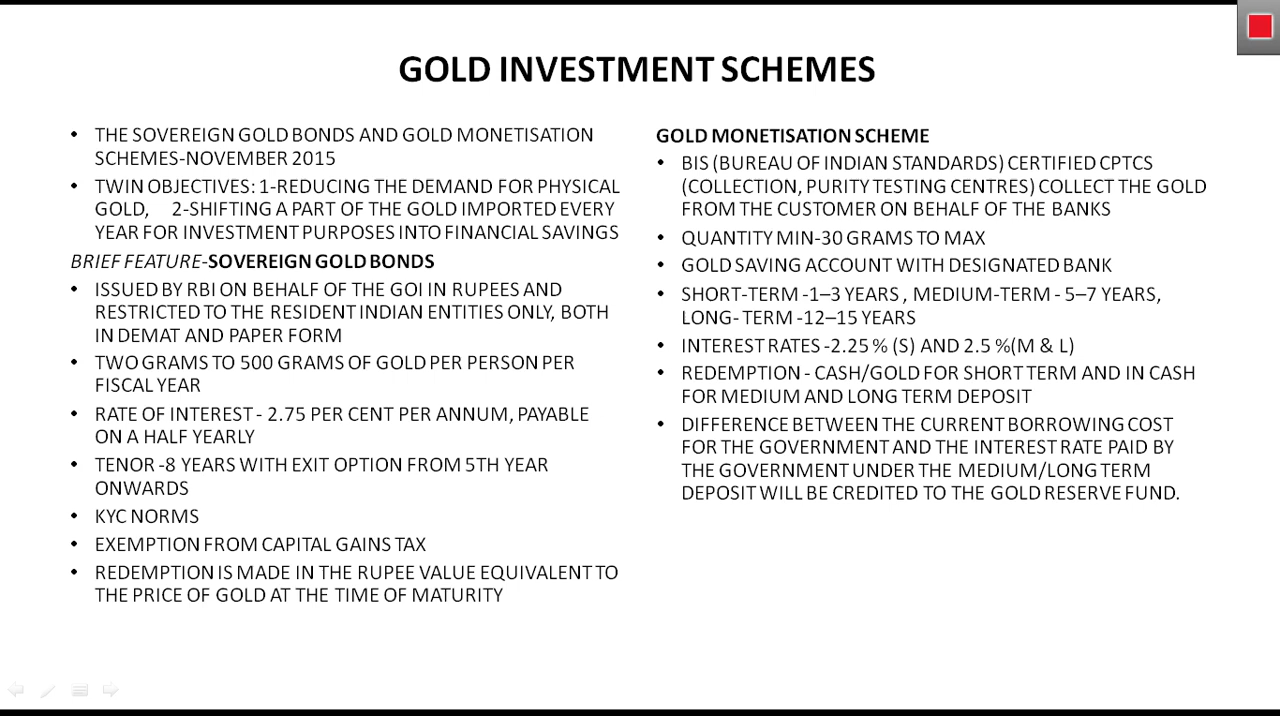 GOLD INVESTMENT SCHEMES
• THE SOVEREIGN GOLD BONDS AND GOLD MONETISATION
SCHEMES-NOVEMBER 2015
• TWIN OBJECTIVES: 1-REDUCING THE DEMAND FOR PHYSICAL
GOLD, 2-SHIFTING A PART OF THE GOLD IMPORTED EVERY
YEAR FOR INVESTMENT PURPOSES INTO FINANCIAL SAVINGS
BRIEF FEATURE-SOVEREIGN GOLD BONDS
• ISSUED BY RBI ON BEHALF OF THE GOI IN RUPEES AND
RESTRICTED TO THE RESIDENT INDIAN ENTITIES ONLY, BOTH
IN DEMAT AND PAPER FORM
• TWO GRAMS TO 500 GRAMS OF GOLD PER PERSON PER
FISCAL YEAR
• RATE OF INTEREST - 2.75 PER CENT PER ANNUM, PAYABLE
ON A HALF YEARLY
• TENOR -8 YEARS WITH EXIT OPTION FROM 5TH YEAR
ONWARDS
• KYC NORMS
• EXEMPTION FROM CAPITAL GAINS TAX
• REDEMPTION IS MADE IN THE RUPEE VALUE EQUIVALENT TO
THE PRICE OF GOLD AT THE TIME OF MATURITY
GOLD MONETISATION SCHEME
• BIS (BUREAU OF INDIAN STANDARDS) CERTIFIED CPTCS
(COLLECTION, PURITY TESTING CENTRES) COLLECT THE GOLD
FROM THE CUSTOMER ON BEHALF OF THE BANKS
• QUANTITY MIN-30 GRAMS TO MAX
• GOLD SAVING ACCOUNT WITH DESIGNATED BANK
• SHORT-TERM -1–3 YEARS , MEDIUM-TERM - 5–7 YEARS,
LONG- TERM -12–15 YEARS
• INTEREST RATES -2.25 % (S) AND 2.5 %(M & L)
• REDEMPTION - CASH/GOLD FOR SHORT TERM AND IN CASH
FOR MEDIUM AND LONG TERM DEPOSIT
• DIFFERENCE BETWEEN THE CURRENT BORROWING COST
FOR THE GOVERNMENT AND THE INTEREST RATE PAID BY
THE GOVERNMENT UNDER THE MEDIUM/LONG TERM
DEPOSIT WILL BE CREDITED TO THE GOLD RESERVE FUND.